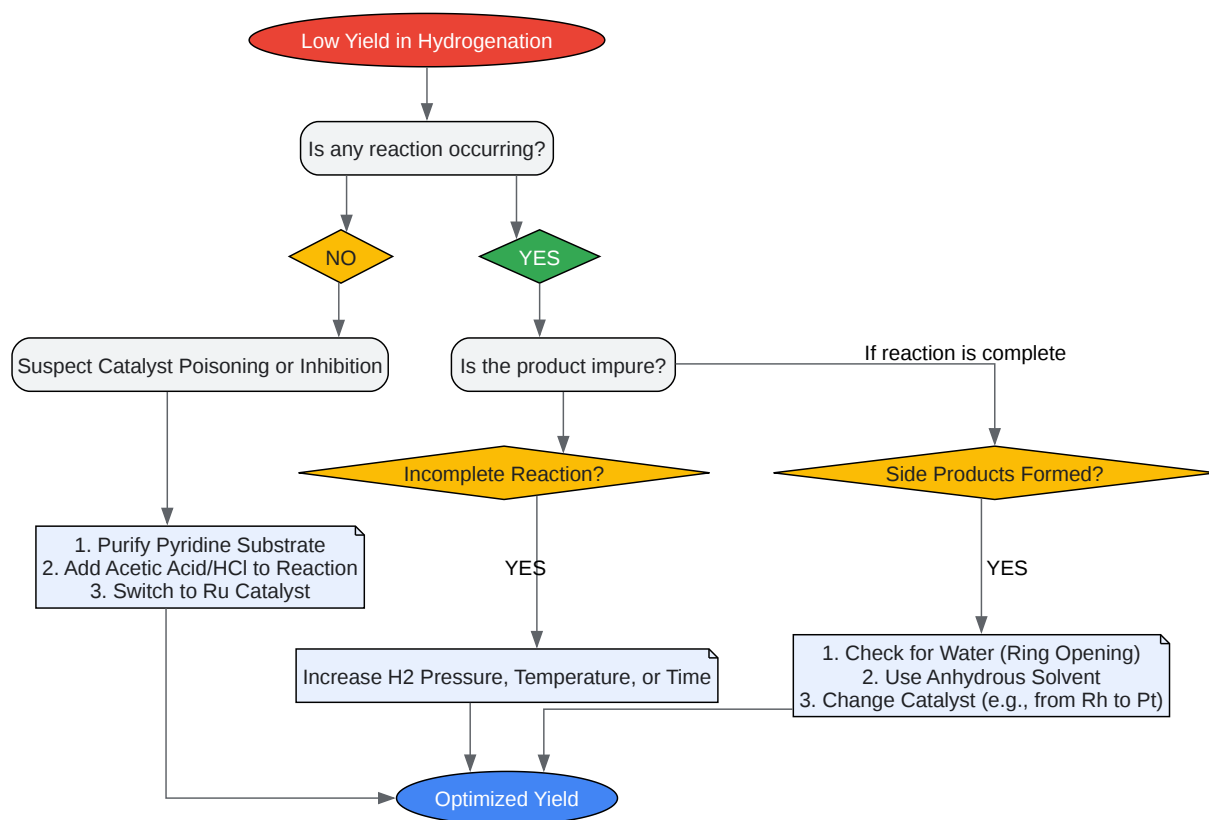 Low Yield in Hydrogenation
Is any reaction occurring?
NO
YES
Suspect Catalyst Poisoning or Inhibition
Is the product impure?
If reaction is complete
Incomplete Reaction?
Side Products Formed?
1. Purify Pyridine Substrate
2. Add Acetic Acid/HCl to Reaction
3. Switch to Ru Catalyst
YES
YES
Increase H2 Pressure, Temperature, or Time
1. Check for Water (Ring Opening)
2. Use Anhydrous Solvent
3. Change Catalyst (e.g., from Rh to Pt)
Optimized Yield